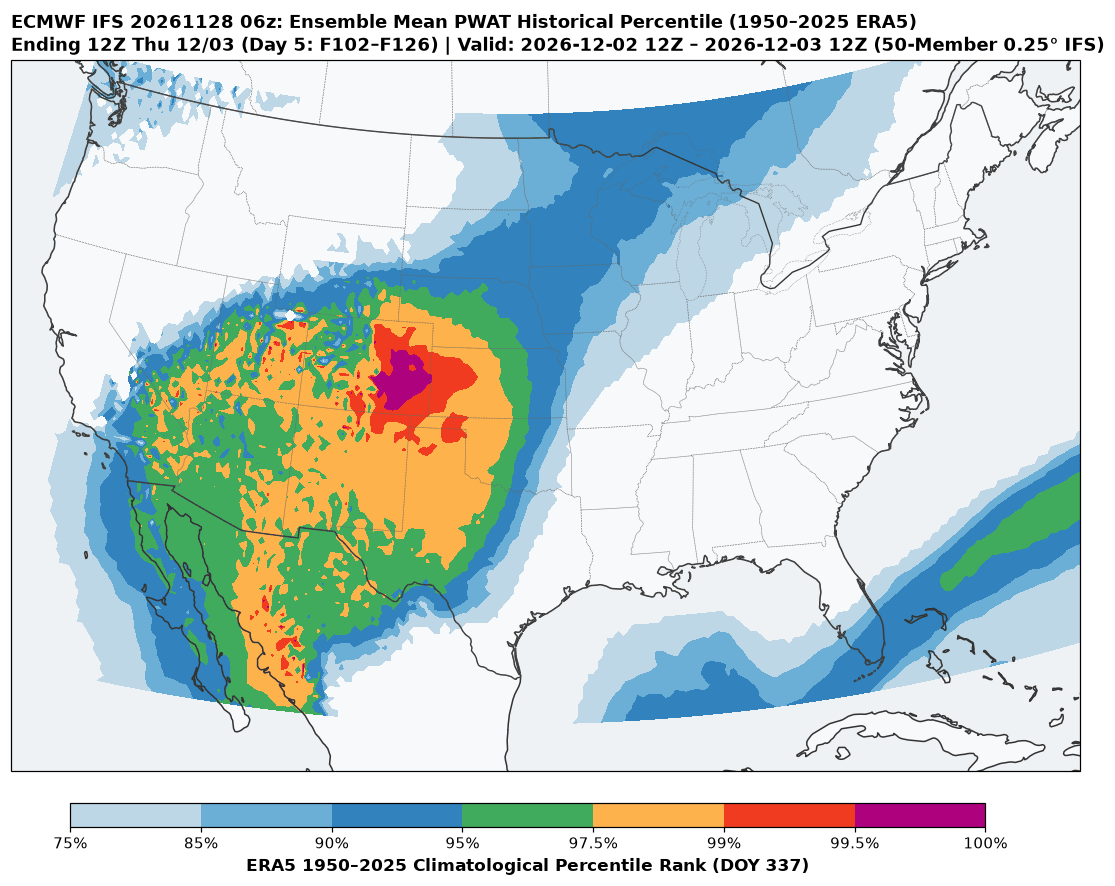 ECMWF IFS 20261128 06z: Ensemble Mean PWAT Historical Percentile (1950–2025 ERA5)
Ending 12Z Thu 12/03 (Day 5: F102–F126) | Valid: 2026-12-02 12Z – 2026-12-03 12Z (50-Member 0.25° IFS)
75% 85% 90% 95% 97.5% 99% 99.5% 100%
ERA5 1950–2025 Climatological Percentile Rank (DOY 337)